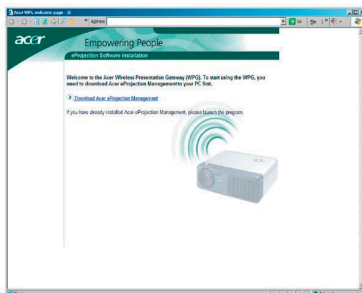 Acer WPG welcome page
express
acer
Empowering People
eProjection Software Installation
Welcome to the Acer Wireless Presentation Gateway (WPG). To start using the WPG, you
need to download Acer eProjection Management to your PC first.
Download Acer eProjection Management
If you have already installed Acer eProjection Management, please launch the program.